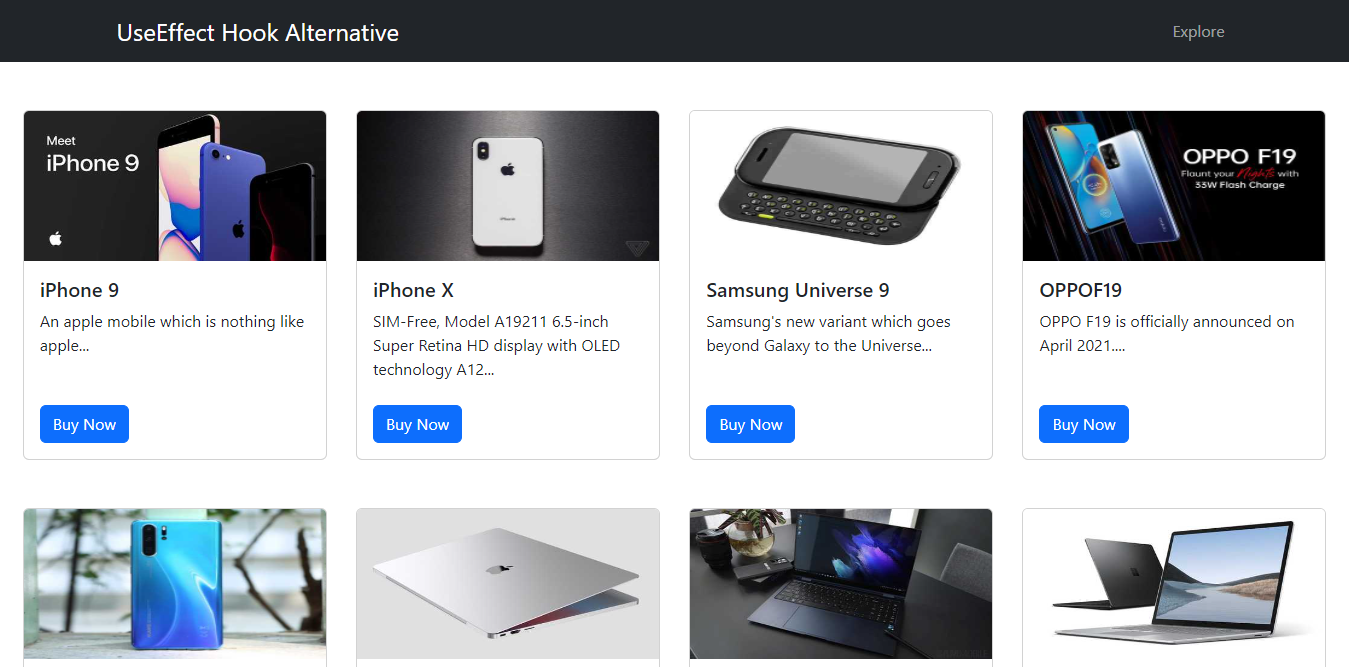 UseEffect Hook Alternative
Explore
Meet
iPhone 9
OPPO F19
Flaunt your Nights with
33W Flash Charge
iPhone
iPhone 9
An apple mobile which is nothing like
apple...
Buy Now
iPhone X
SIM-Free, Model A19211 6.5-inch
Super Retina HD display with OLED
technology A12...
Buy Now
Samsung Universe 9
Samsung's new variant which goes
beyond Galaxy to the Universe...
Buy Now
OPPOF19
OPPO F19 is officially announced on
April 2021....
Buy Now